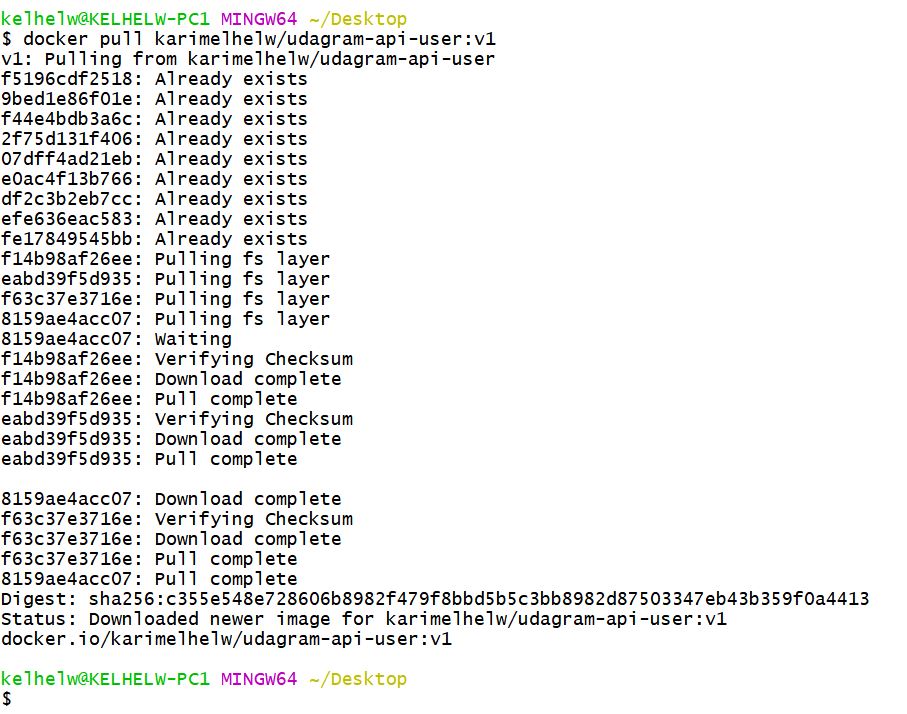 kelhelw@KELHELW-PC1 MINGW64 ~/Desktop
$ docker pull karimelhelw/udagram-api-user:v1
v1: Pulling from karimelhelw/udagram-api-user
f5196cdf2518: Already exists
9bed1e86f01e: Already exists
f44e4bdb3a6c: Already exists
2f75d131f406: Already exists
07dff4ad21eb: Already exists
e0ac4f13b766: Already exists
df2c3b2eb7cc: Already exists
efe636eac583: Already exists
fe17849545bb: Already exists
f14b98af26ee: Pulling fs layer
eabd39f5d935: Pulling fs layer
f63c37e3716e: Pulling fs layer
8159ae4acc07: Pulling fs layer
8159ae4acc07: Waiting
f14b98af26ee: Verifying Checksum
f14b98af26ee: Download complete
f14b98af26ee: Pull complete
eabd39f5d935: Verifying Checksum
eabd39f5d935: Download complete
eabd39f5d935: Pull complete
8159ae4acc07: Download complete
f63c37e3716e: Verifying Checksum
f63c37e3716e: Download complete
f63c37e3716e: Pull complete
8159ae4acc07: Pull complete
Digest: sha256:c355e548e728606b8982f479f8bbd5b5c3bb8982d87503347eb43b359f0a4413
Status: Downloaded newer image for karimelhelw/udagram-api-user:v1
docker.io/karimelhelw/udagram-api-user:v1
kelhelw@KELHELW-PC1 MINGW64 ~/Desktop
$